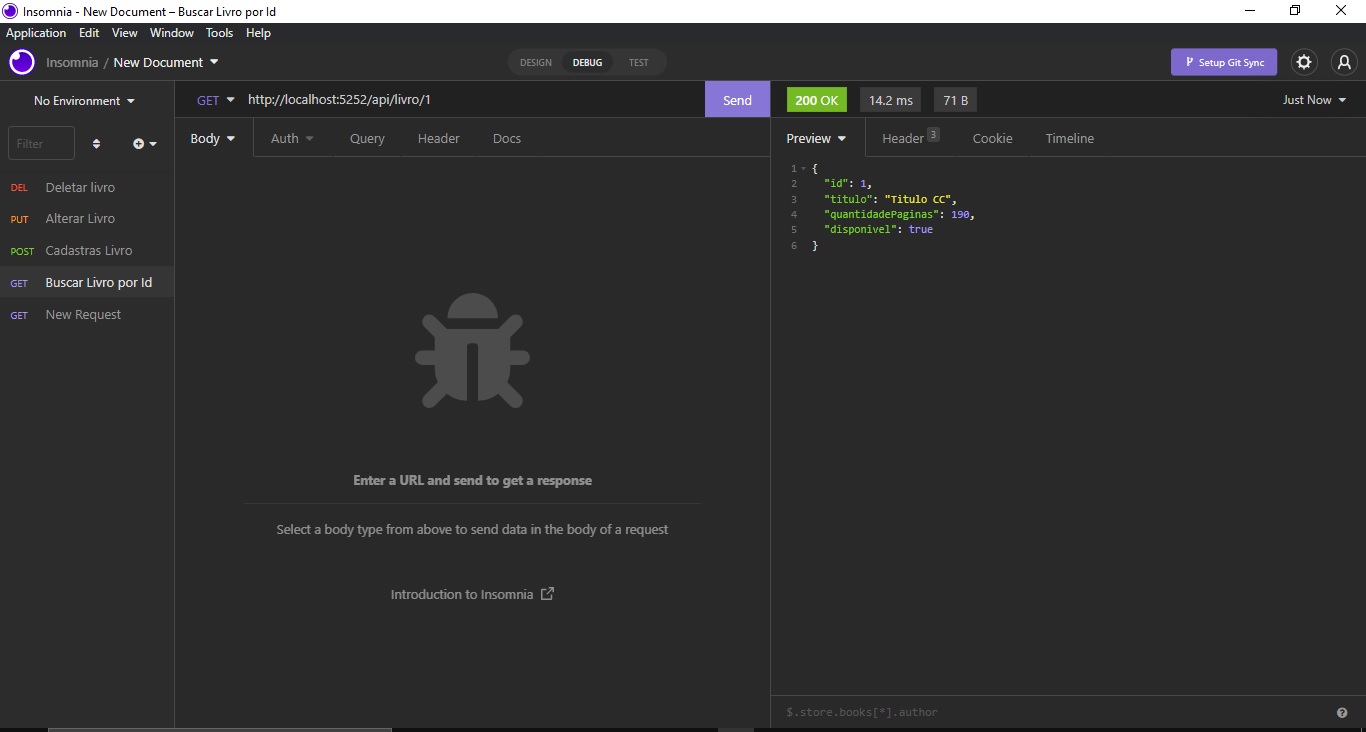 Insomnia - New Document – Buscar Livro por Id
Application Edit View Window Tools Help
Insomnia / New Document
DESIGN DEBUG TEST
Setup Git Sync
No Environment
GET http://localhost:5252/api/livro/1 Send
200 OK 14.2 ms 71 B Just Now
Filter
Body Auth Query Header Docs
Preview Header 3 Cookie Timeline
DEL Deletar livro
PUT Alterar Livro
POST Cadastras Livro
GET Buscar Livro por Id
GET New Request
Enter a URL and send to get a response
Select a body type from above to send data in the body of a request
Introduction to Insomnia
1 {
2 "id": 1,
3 "titulo": "Titulo CC",
4 "quantidadePaginas": 190,
5 "disponivel": true
6 }
$.store.books[*].author